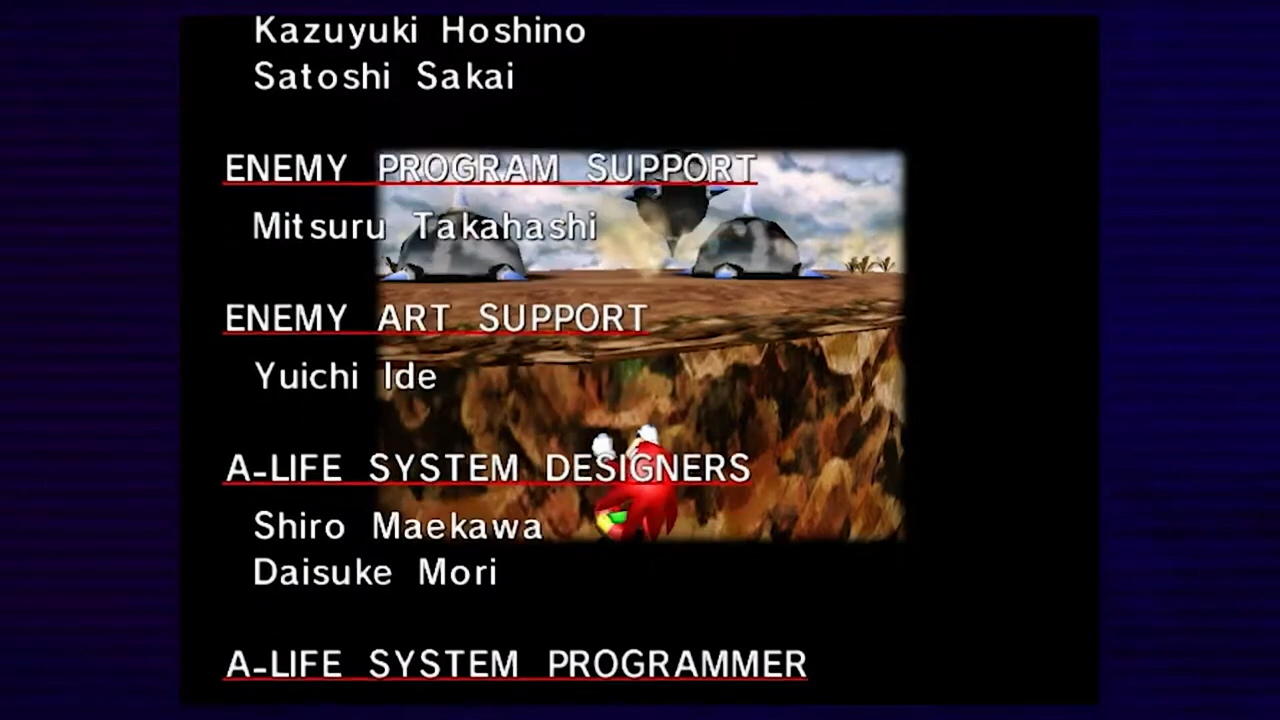 Kazuyuki Hoshino
Satoshi Sakai
ENEMY PROGRAM SUPPORT
Mitsuru Takahashi
ENEMY ART SUPPORT
Yuichi Ide
A-LIFE SYSTEM DESIGNERS
Shiro Maekawa
Daisuke Mori
A-LIFE SYSTEM PROGRAMMER